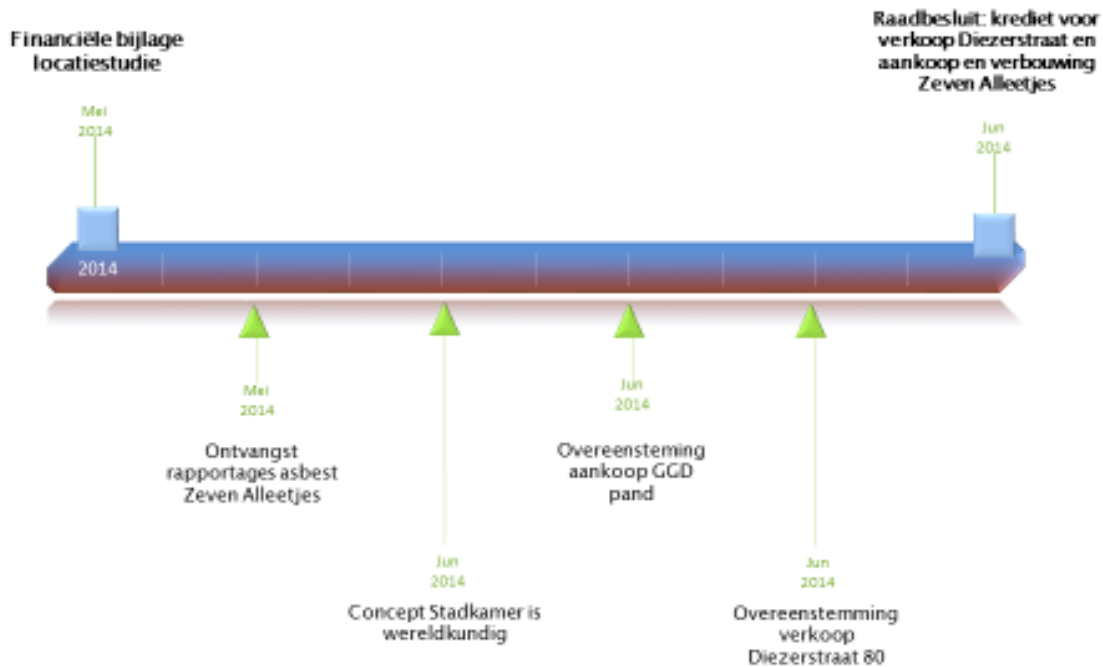 Financiële bijlage
locatiestudie
Mei
2014
Raadbesluit: krediet voor
verkoop Diezerstraat en
aankoop en verbouwing
Zeven Alleetjes
Jun
2014
2014
Mei
2014
Ontvangst
rapportages asbest
Zeven Alleetjes
Jun
2014
Overeensteming
aankoop GGD
pand
Jun
2014
Concept Stadkamer is
wereldkundig
Jun
2014
Overeenstemming
verkoop
Diezerstraat 80